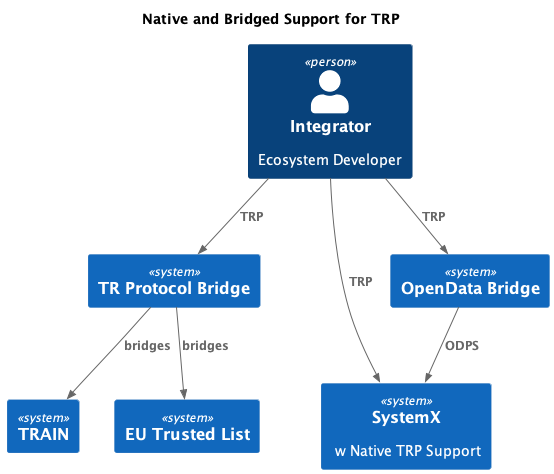 Native and Bridged Support for TRP
«person»
Integrator
Ecosystem Developer
TRP
TRP
TRP
«system»
TR Protocol Bridge
«system»
OpenData Bridge
bridges
bridges
ODPS
«system»
TRAIN
«system»
EU Trusted List
«system»
SystemX
w Native TRP Support